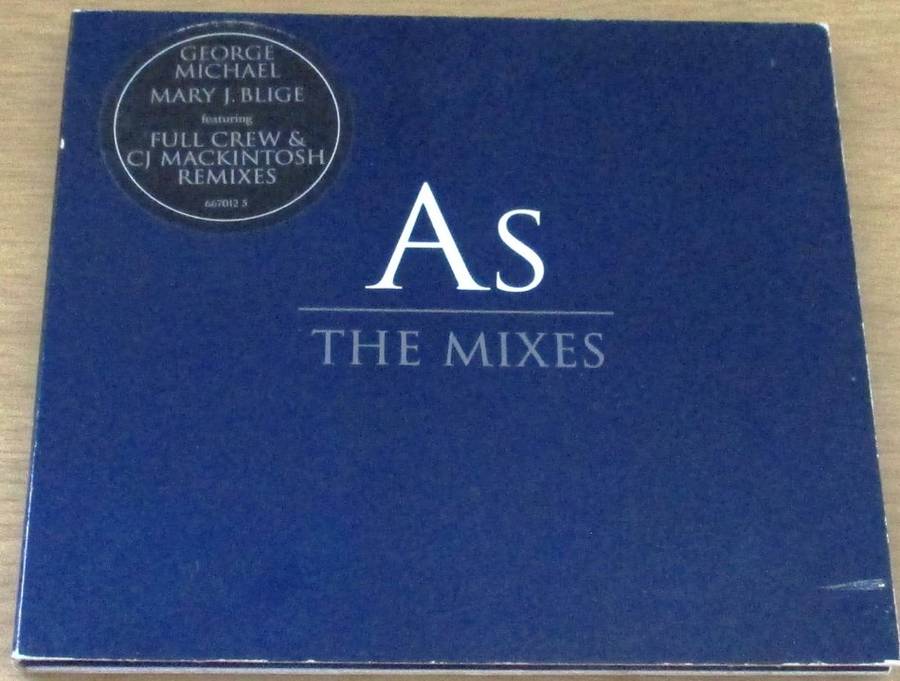 GEORGE
MICHAEL
MARY J. BLIGE
featuring
FULL CREW &
CJ MACKINTOSH
REMIXES
667012 5
As
THE MIXES